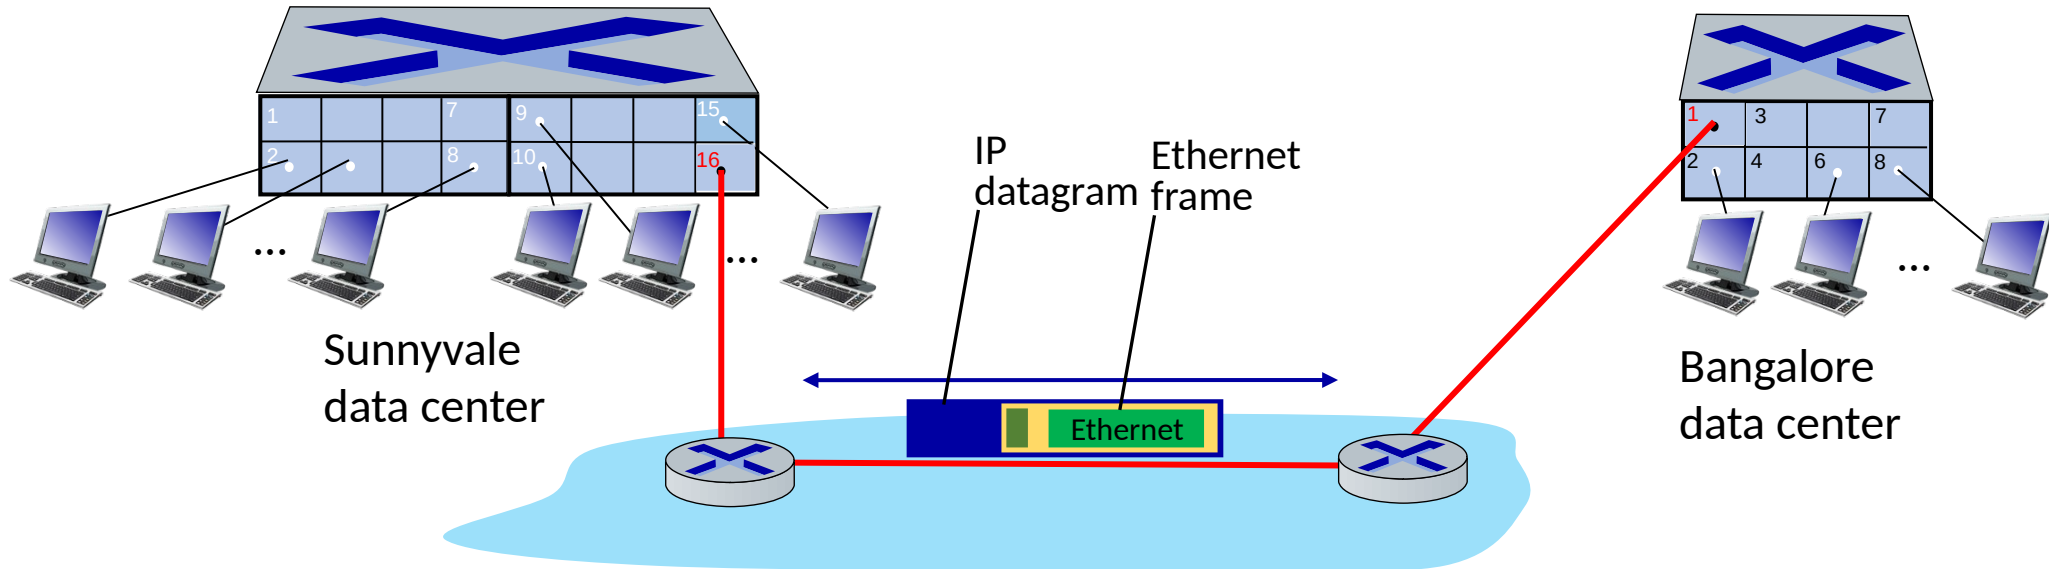 1
7
9
15
2
8
10
16
...
...
Sunnyvale
data center
IP
datagram
Ethernet
frame
Ethernet
1
3
7
2
4
6
8
...
Bangalore
data center